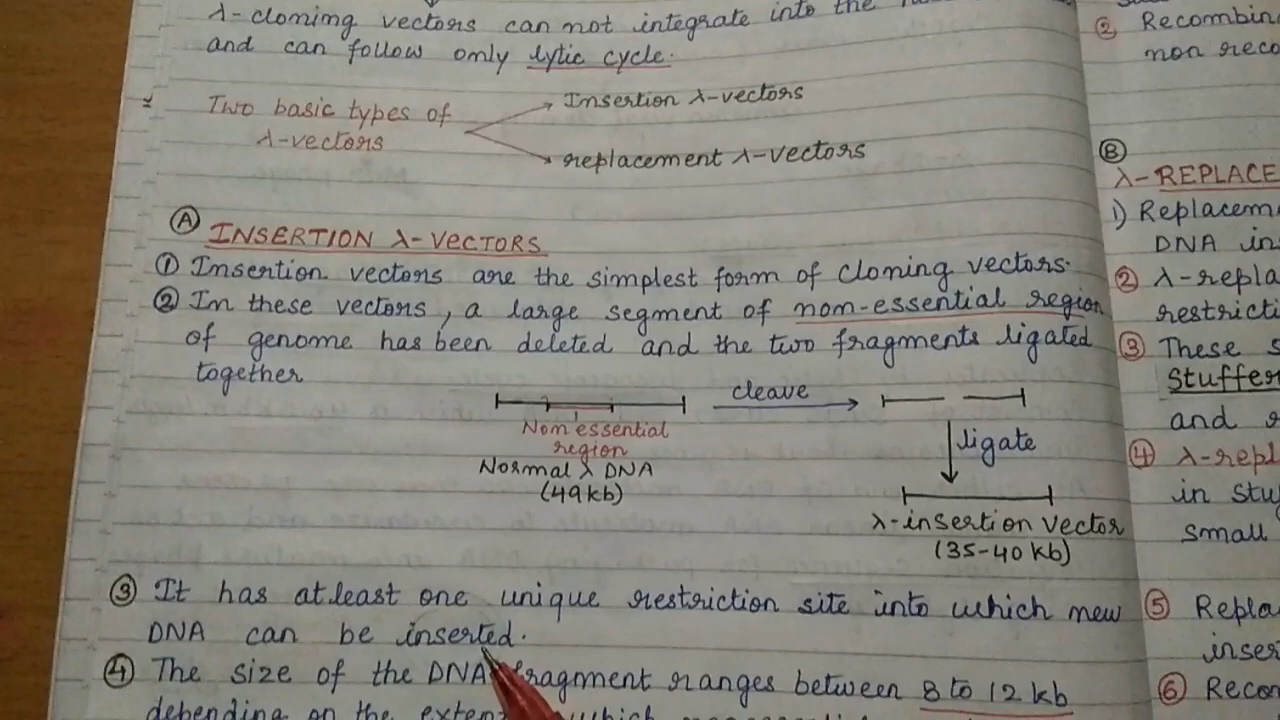 λ-cloning vectors can not integrate into the
and can follow only lytic cycle.
Two basic types of
λ-vectors
Insertion λ-vectors
replacement λ-vectors
Ⓐ INSERTION λ-VECTORS
① Insertion vectors are the simplest form of cloning vectors.
② In these vectors, a large segment of non-essential region
of genome has been deleted and the two fragments ligated
together
Non essential
region
Normal λ DNA
(49kb)
cleave
ligate
λ-insertion vector
(35-40 kb)
③ It has atleast one unique restriction site into which new
DNA can be inserted.
④ The size of the DNA fragment ranges between 8 to 12 kb
depending on the which
② Recombin
non reco
Ⓑ
λ-REPLACE
i) Replacem
DNA in
② λ-repla
restricti
③ These s
Stuffer
and
④ λ-repl
in stu
small
⑤ Repla
inser
⑥ Recon